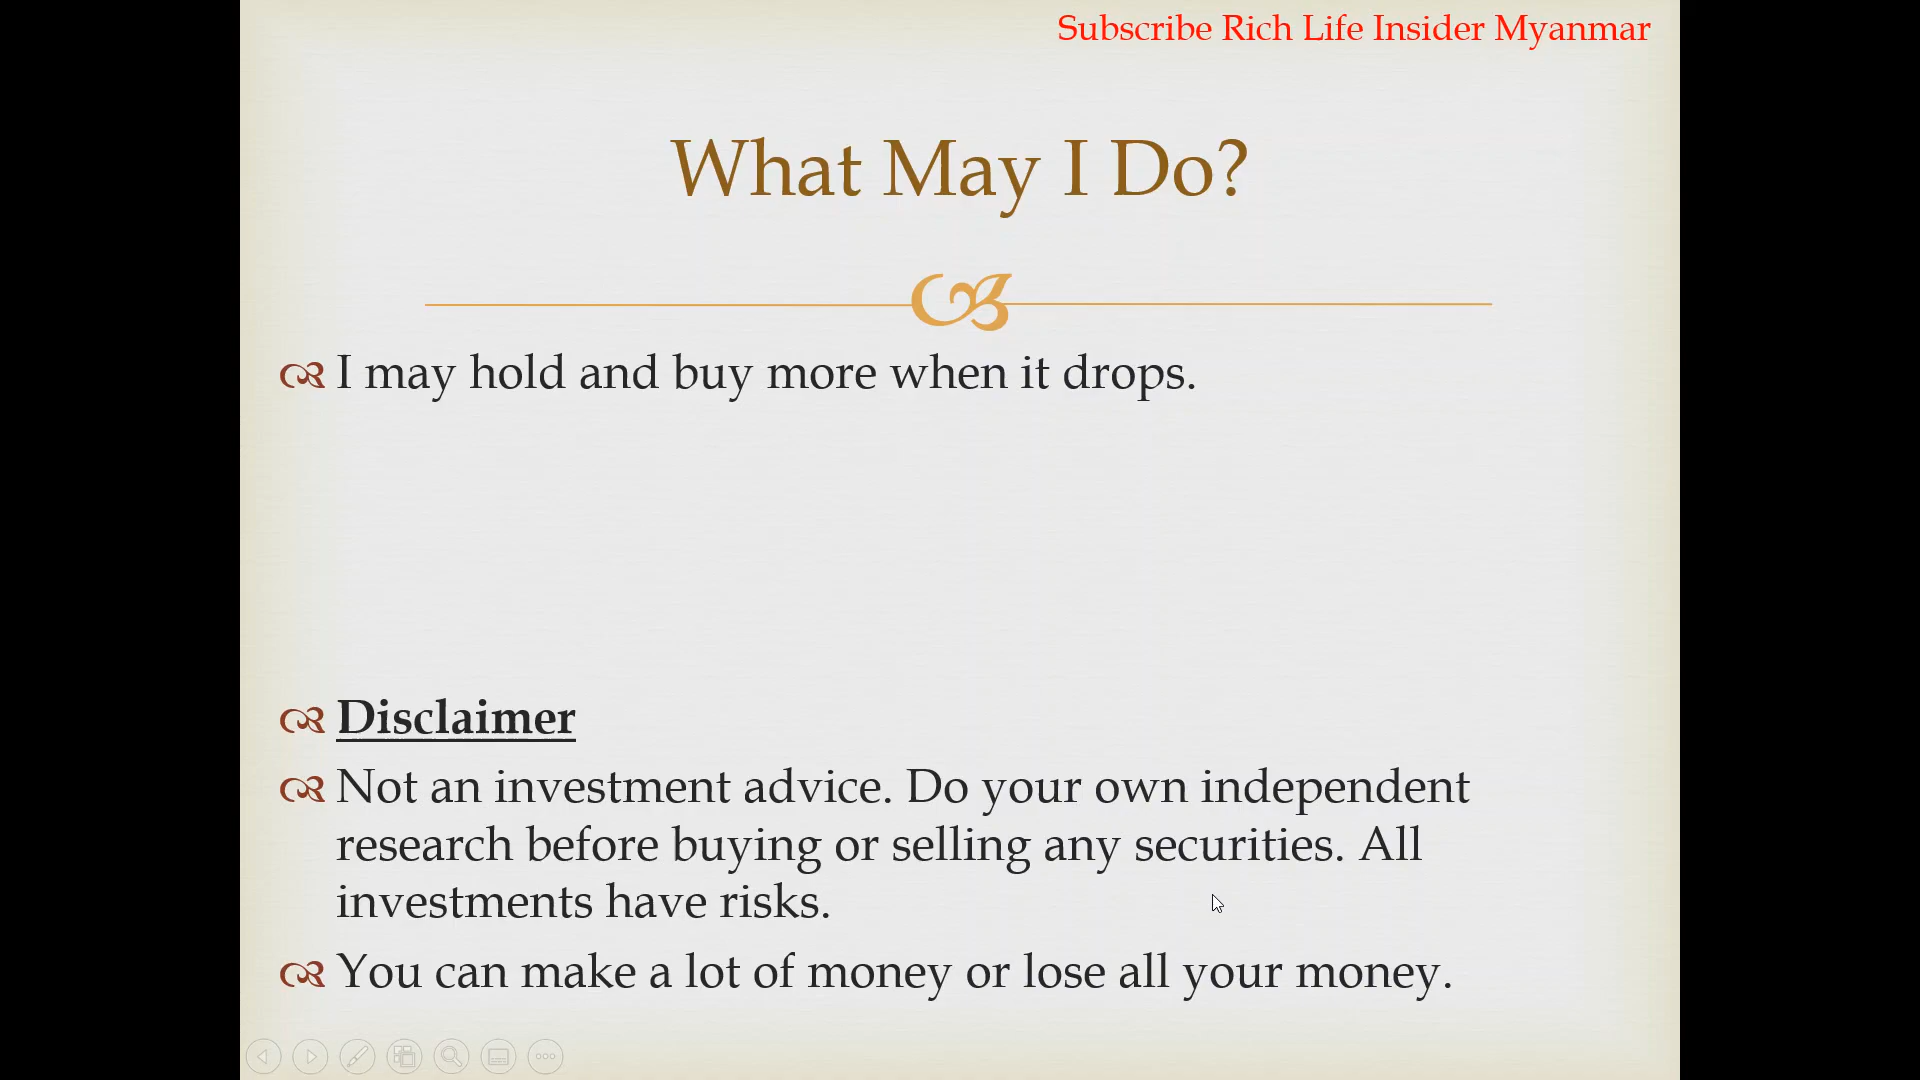 Subscribe Rich Life Insider Myanmar
What May I Do?
I may hold and buy more when it drops.
Disclaimer
Not an investment advice. Do your own independent
research before buying or selling any securities. All
investments have risks.
You can make a lot of money or lose all your money.